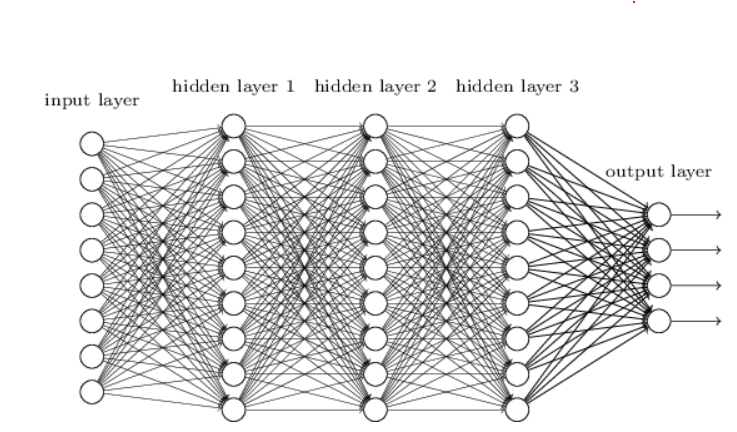 input layer
hidden layer 1
hidden layer 2
hidden layer 3
output layer